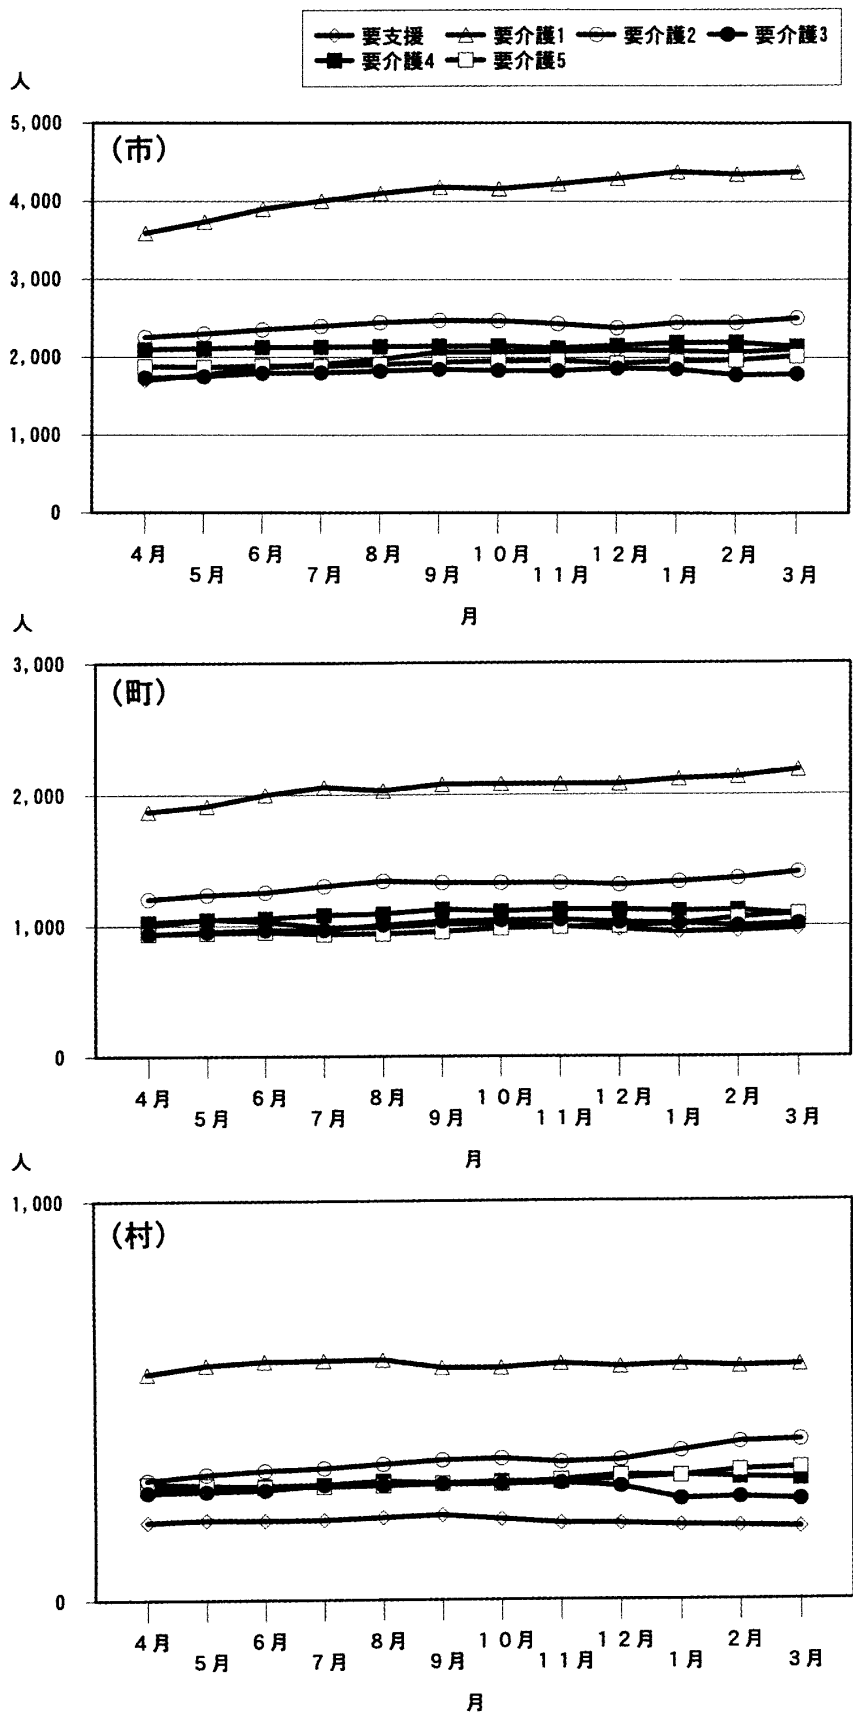 要支援 要介護1 要介護2 要介護3
要介護4 要介護5
人
5,000
(市)
4,000
3,000
2,000
1,000
0
4月 6月 7月 8月 10月 12月 2月
5月 9月 11月 1月 3月
月
人
3,000
(町)
2,000
1,000
0
4月 6月 8月 10月 12月 2月
5月 7月 9月 11月 1月 3月
月
人
1,000
(村)
0
4月 6月 8月 10月 12月 2月
5月 7月 9月 11月 1月 3月
月